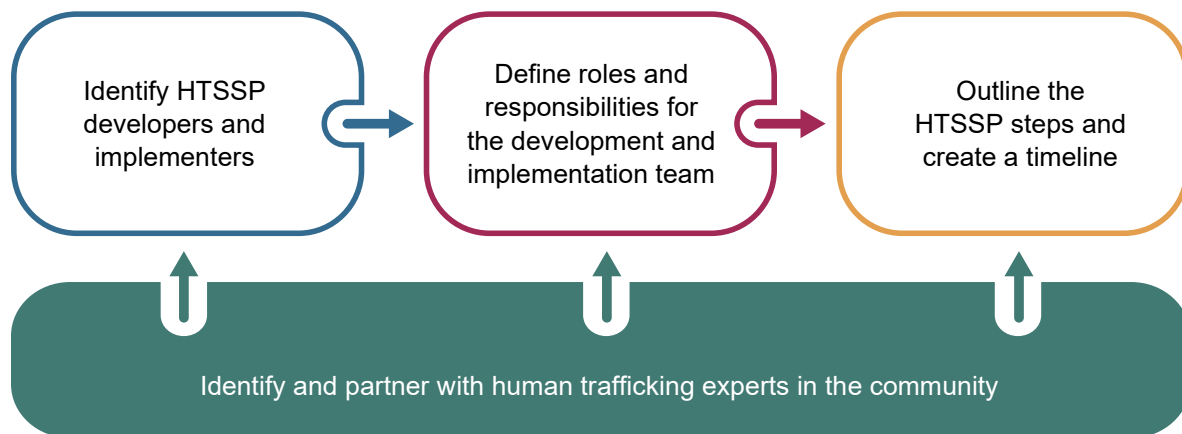 Identify HTSSP
developers and
implementers
Define roles and
responsibilities for
the development and
implementation team
Outline the
HTSSP steps and
create a timeline
Identify and partner with human trafficking experts in the community